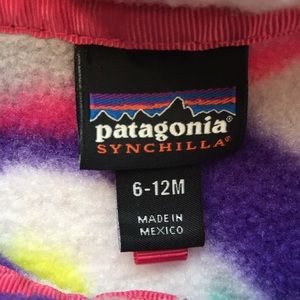 patagonia®
SYNCHILLA®
6-12M
MADE IN
MEXICO